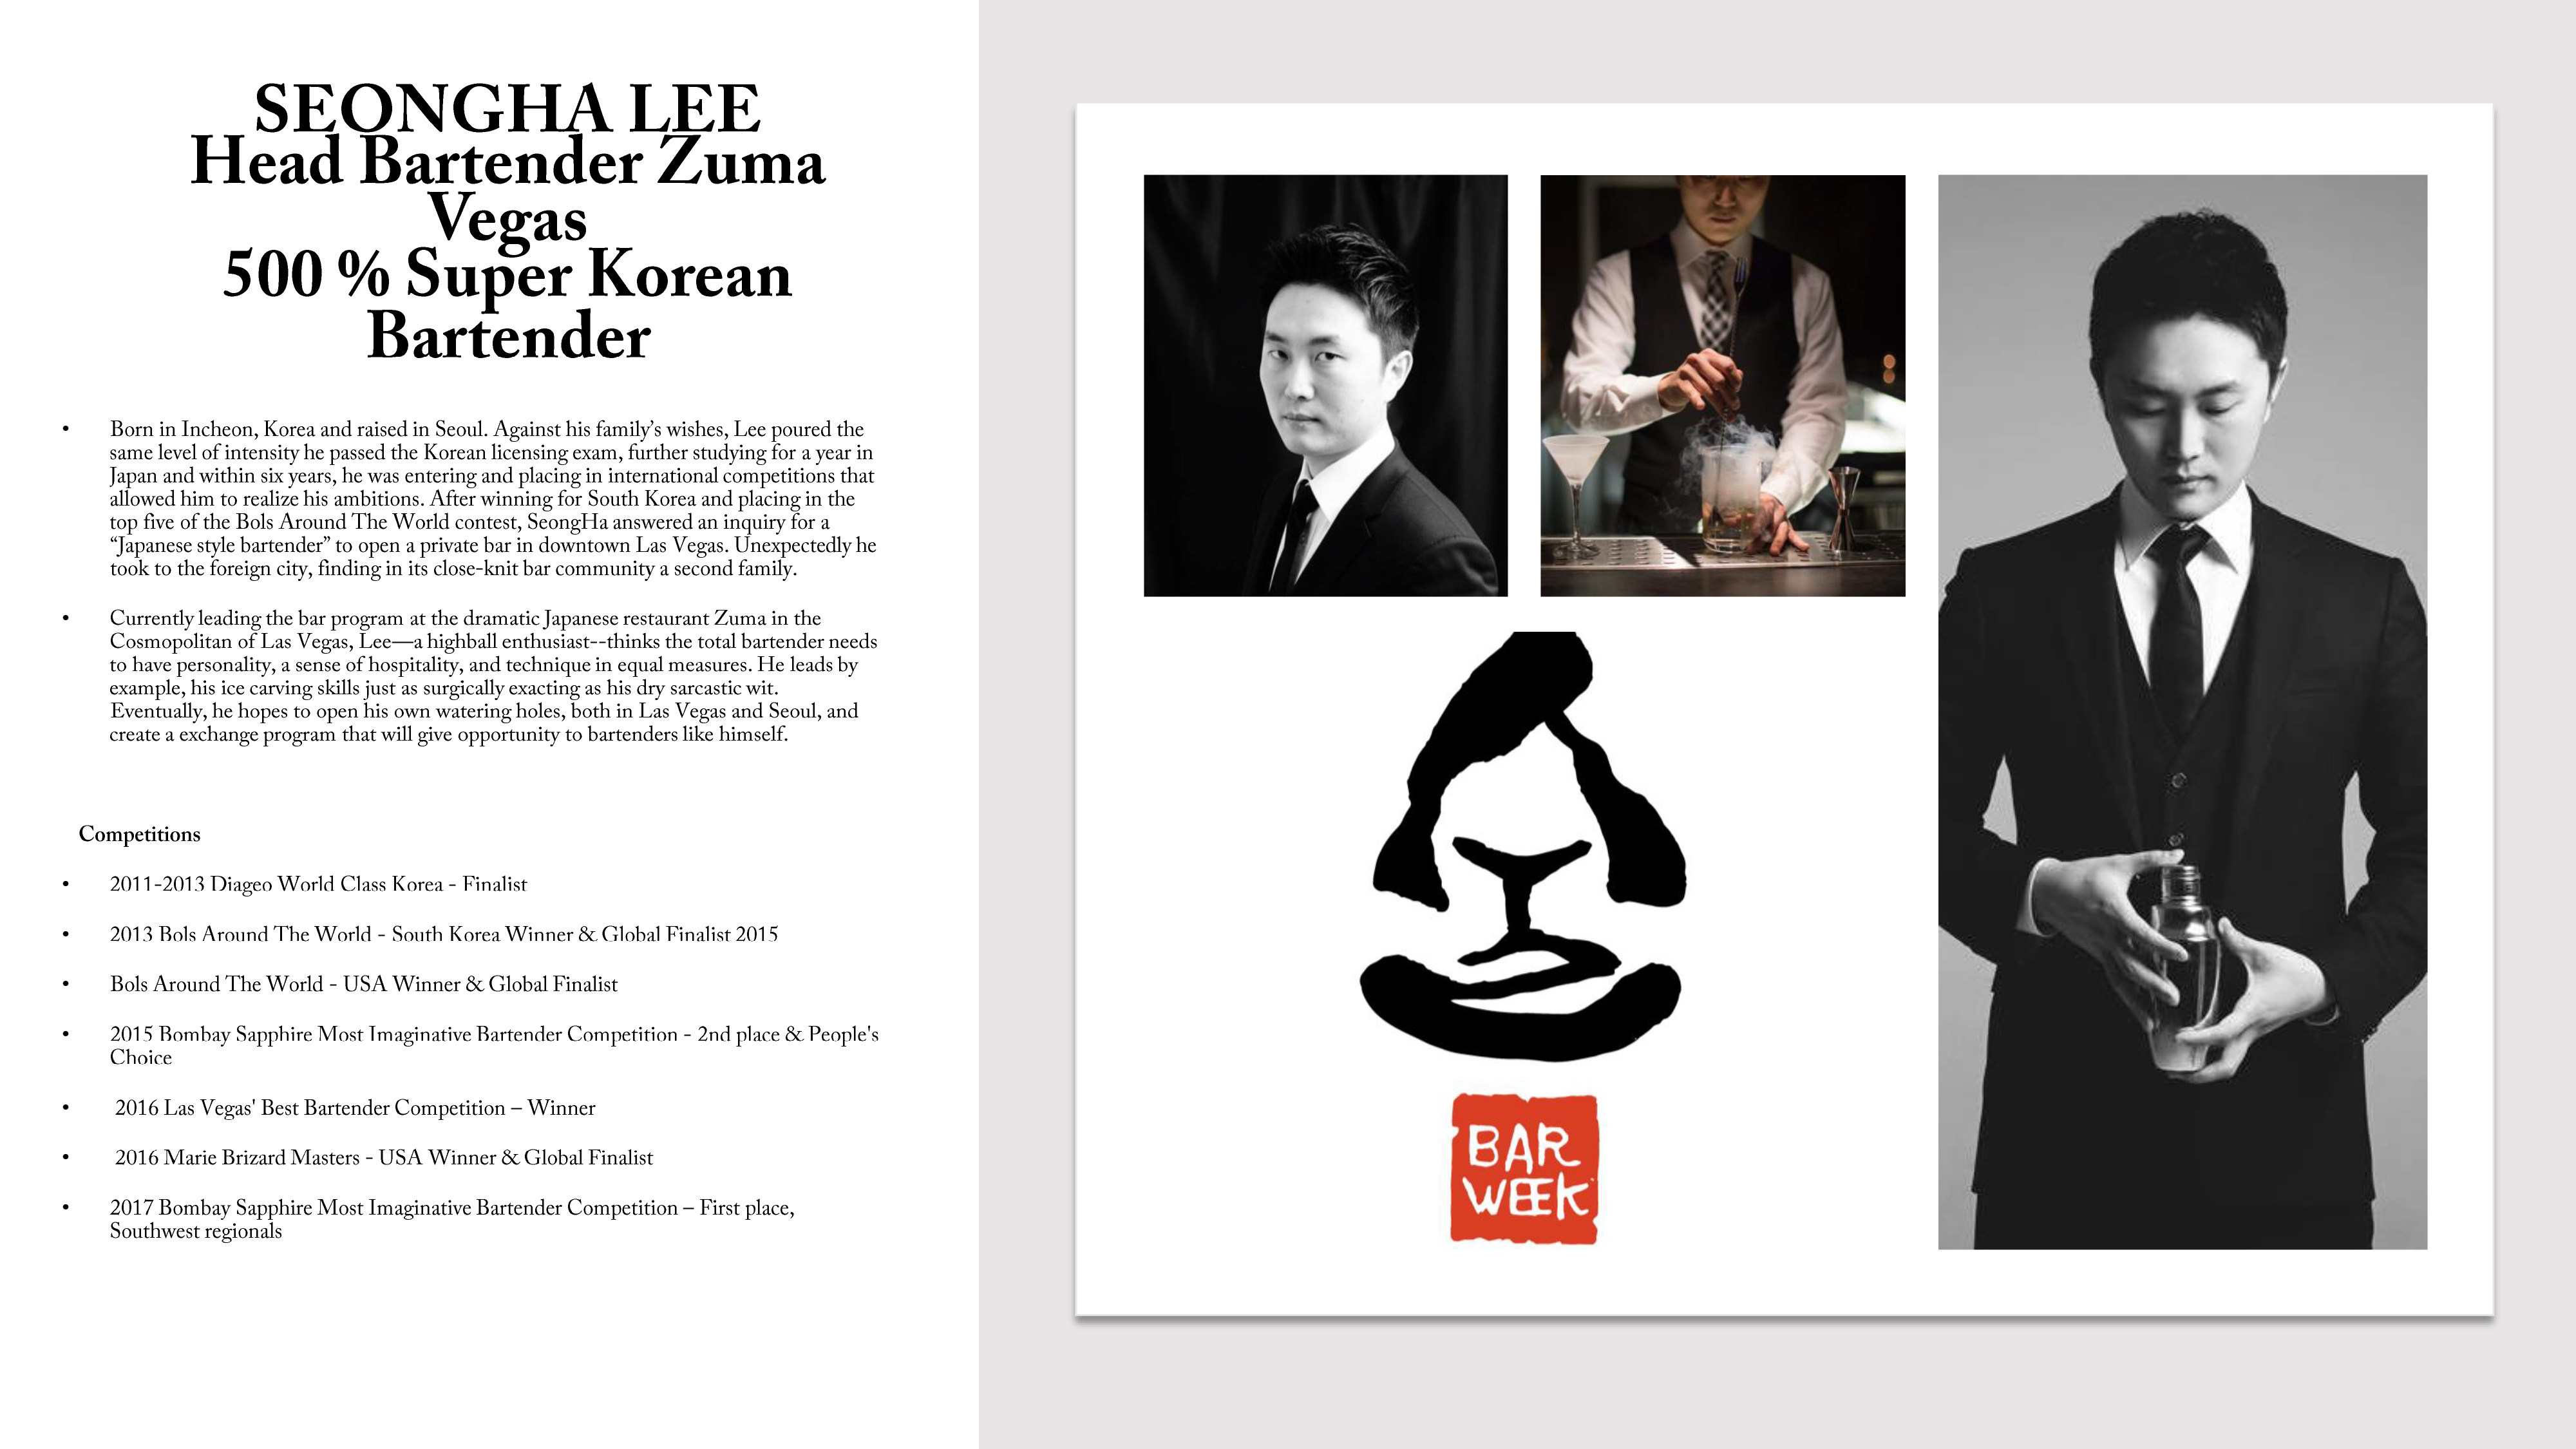 SEONGHA LEE
Head Bartender Zuma
Vegas
500 % Super Korean
Bartender
• Born in Incheon, Korea and raised in Seoul. Against his family’s wishes, Lee poured the
same level of intensity he passed the Korean licensing exam, further studying for a year in
Japan and within six years, he was entering and placing in international competitions that
allowed him to realize his ambitions. After winning for South Korea and placing in the
top five of the Bols Around The World contest, SeongHa answered an inquiry for a
“Japanese style bartender” to open a private bar in downtown Las Vegas. Unexpectedly he
took to the foreign city, finding in its close-knit bar community a second family.
• Currently leading the bar program at the dramatic Japanese restaurant Zuma in the
Cosmopolitan of Las Vegas, Lee—a highball enthusiast--thinks the total bartender needs
to have personality, a sense of hospitality, and technique in equal measures. He leads by
example, his ice carving skills just as surgically exacting as his dry sarcastic wit.
Eventually, he hopes to open his own watering holes, both in Las Vegas and Seoul, and
create a exchange program that will give opportunity to bartenders like himself.
Competitions
• 2011-2013 Diageo World Class Korea - Finalist
• 2013 Bols Around The World - South Korea Winner & Global Finalist 2015
• Bols Around The World - USA Winner & Global Finalist
• 2015 Bombay Sapphire Most Imaginative Bartender Competition - 2nd place & People's
Choice
• 2016 Las Vegas' Best Bartender Competition – Winner
• 2016 Marie Brizard Masters - USA Winner & Global Finalist
• 2017 Bombay Sapphire Most Imaginative Bartender Competition – First place,
Southwest regionals
BAR
WEEK